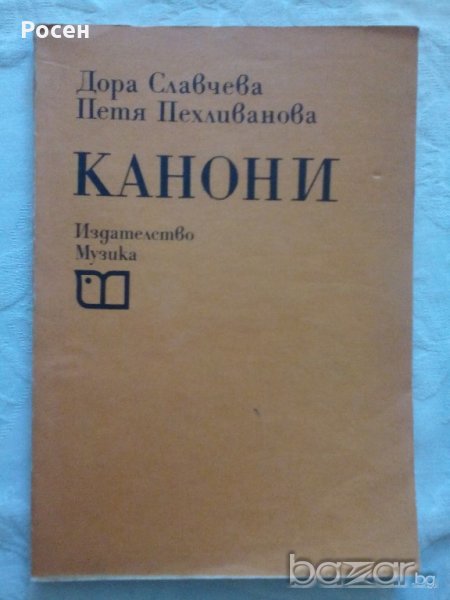 Росен
Дора Славчева
Петя Пехливанова
КАНОНИ
Издателство
Музика
bazar.bg